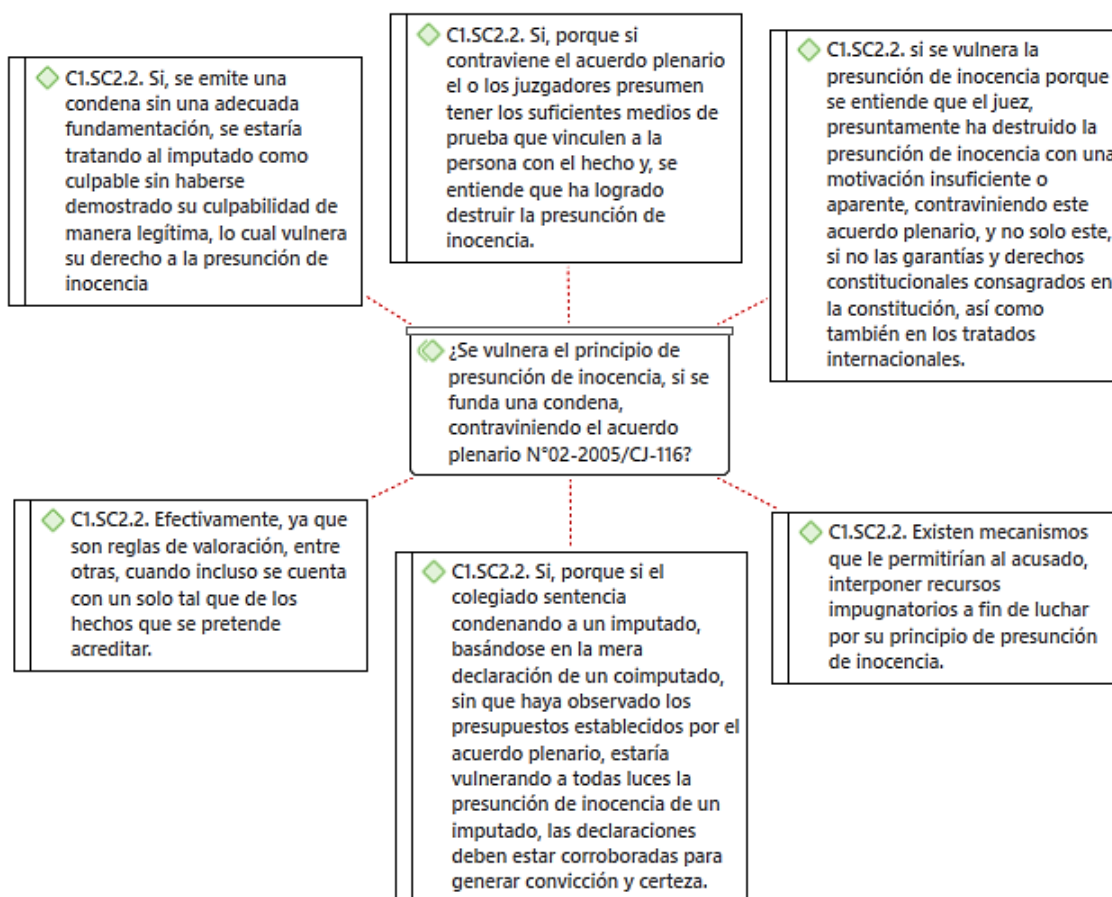 C1.SC2.2. Si, se emite una
condena sin una adecuada
fundamentación, se estaría
tratando al imputado como
culpable sin haberse
demostrado su culpabilidad de
manera legítima, lo cual vulnera
su derecho a la presunción de
inocencia
C1.SC2.2. Si, porque si
contraviene el acuerdo plenario
el o los juzgadores presumen
tener los suficientes medios de
prueba que vinculen a la
persona con el hecho y, se
entiende que ha logrado
destruir la presunción de
inocencia.
C1.SC2.2. si se vulnera la
presunción de inocencia porque
se entiende que el juez,
presuntamente ha destruido la
presunción de inocencia con una
motivación insuficiente o
aparente, contraviniendo este
acuerdo plenario, y no solo este,
si no las garantías y derechos
constitucionales consagrados en
la constitución, así como
también en los tratados
internacionales.
¿Se vulnera el principio de
presunción de inocencia, si se
funda una condena,
contraviniendo el acuerdo
plenario N°02-2005/CJ-116?
C1.SC2.2. Efectivamente, ya que
son reglas de valoración, entre
otras, cuando incluso se cuenta
con un solo tal que de los
hechos que se pretende
acreditar.
C1.SC2.2. Si, porque si el
colegiado sentencia
condenando a un imputado,
basándose en la mera
declaración de un coimputado,
sin que haya observado los
presupuestos establecidos por el
acuerdo plenario, estaría
vulnerando a todas luces la
presunción de inocencia de un
imputado, las declaraciones
deben estar corroboradas para
generar convicción y certeza.
C1.SC2.2. Existen mecanismos
que le permitirían al acusado,
interponer recursos
impugnatorios a fin de luchar
por su principio de presunción
de inocencia.